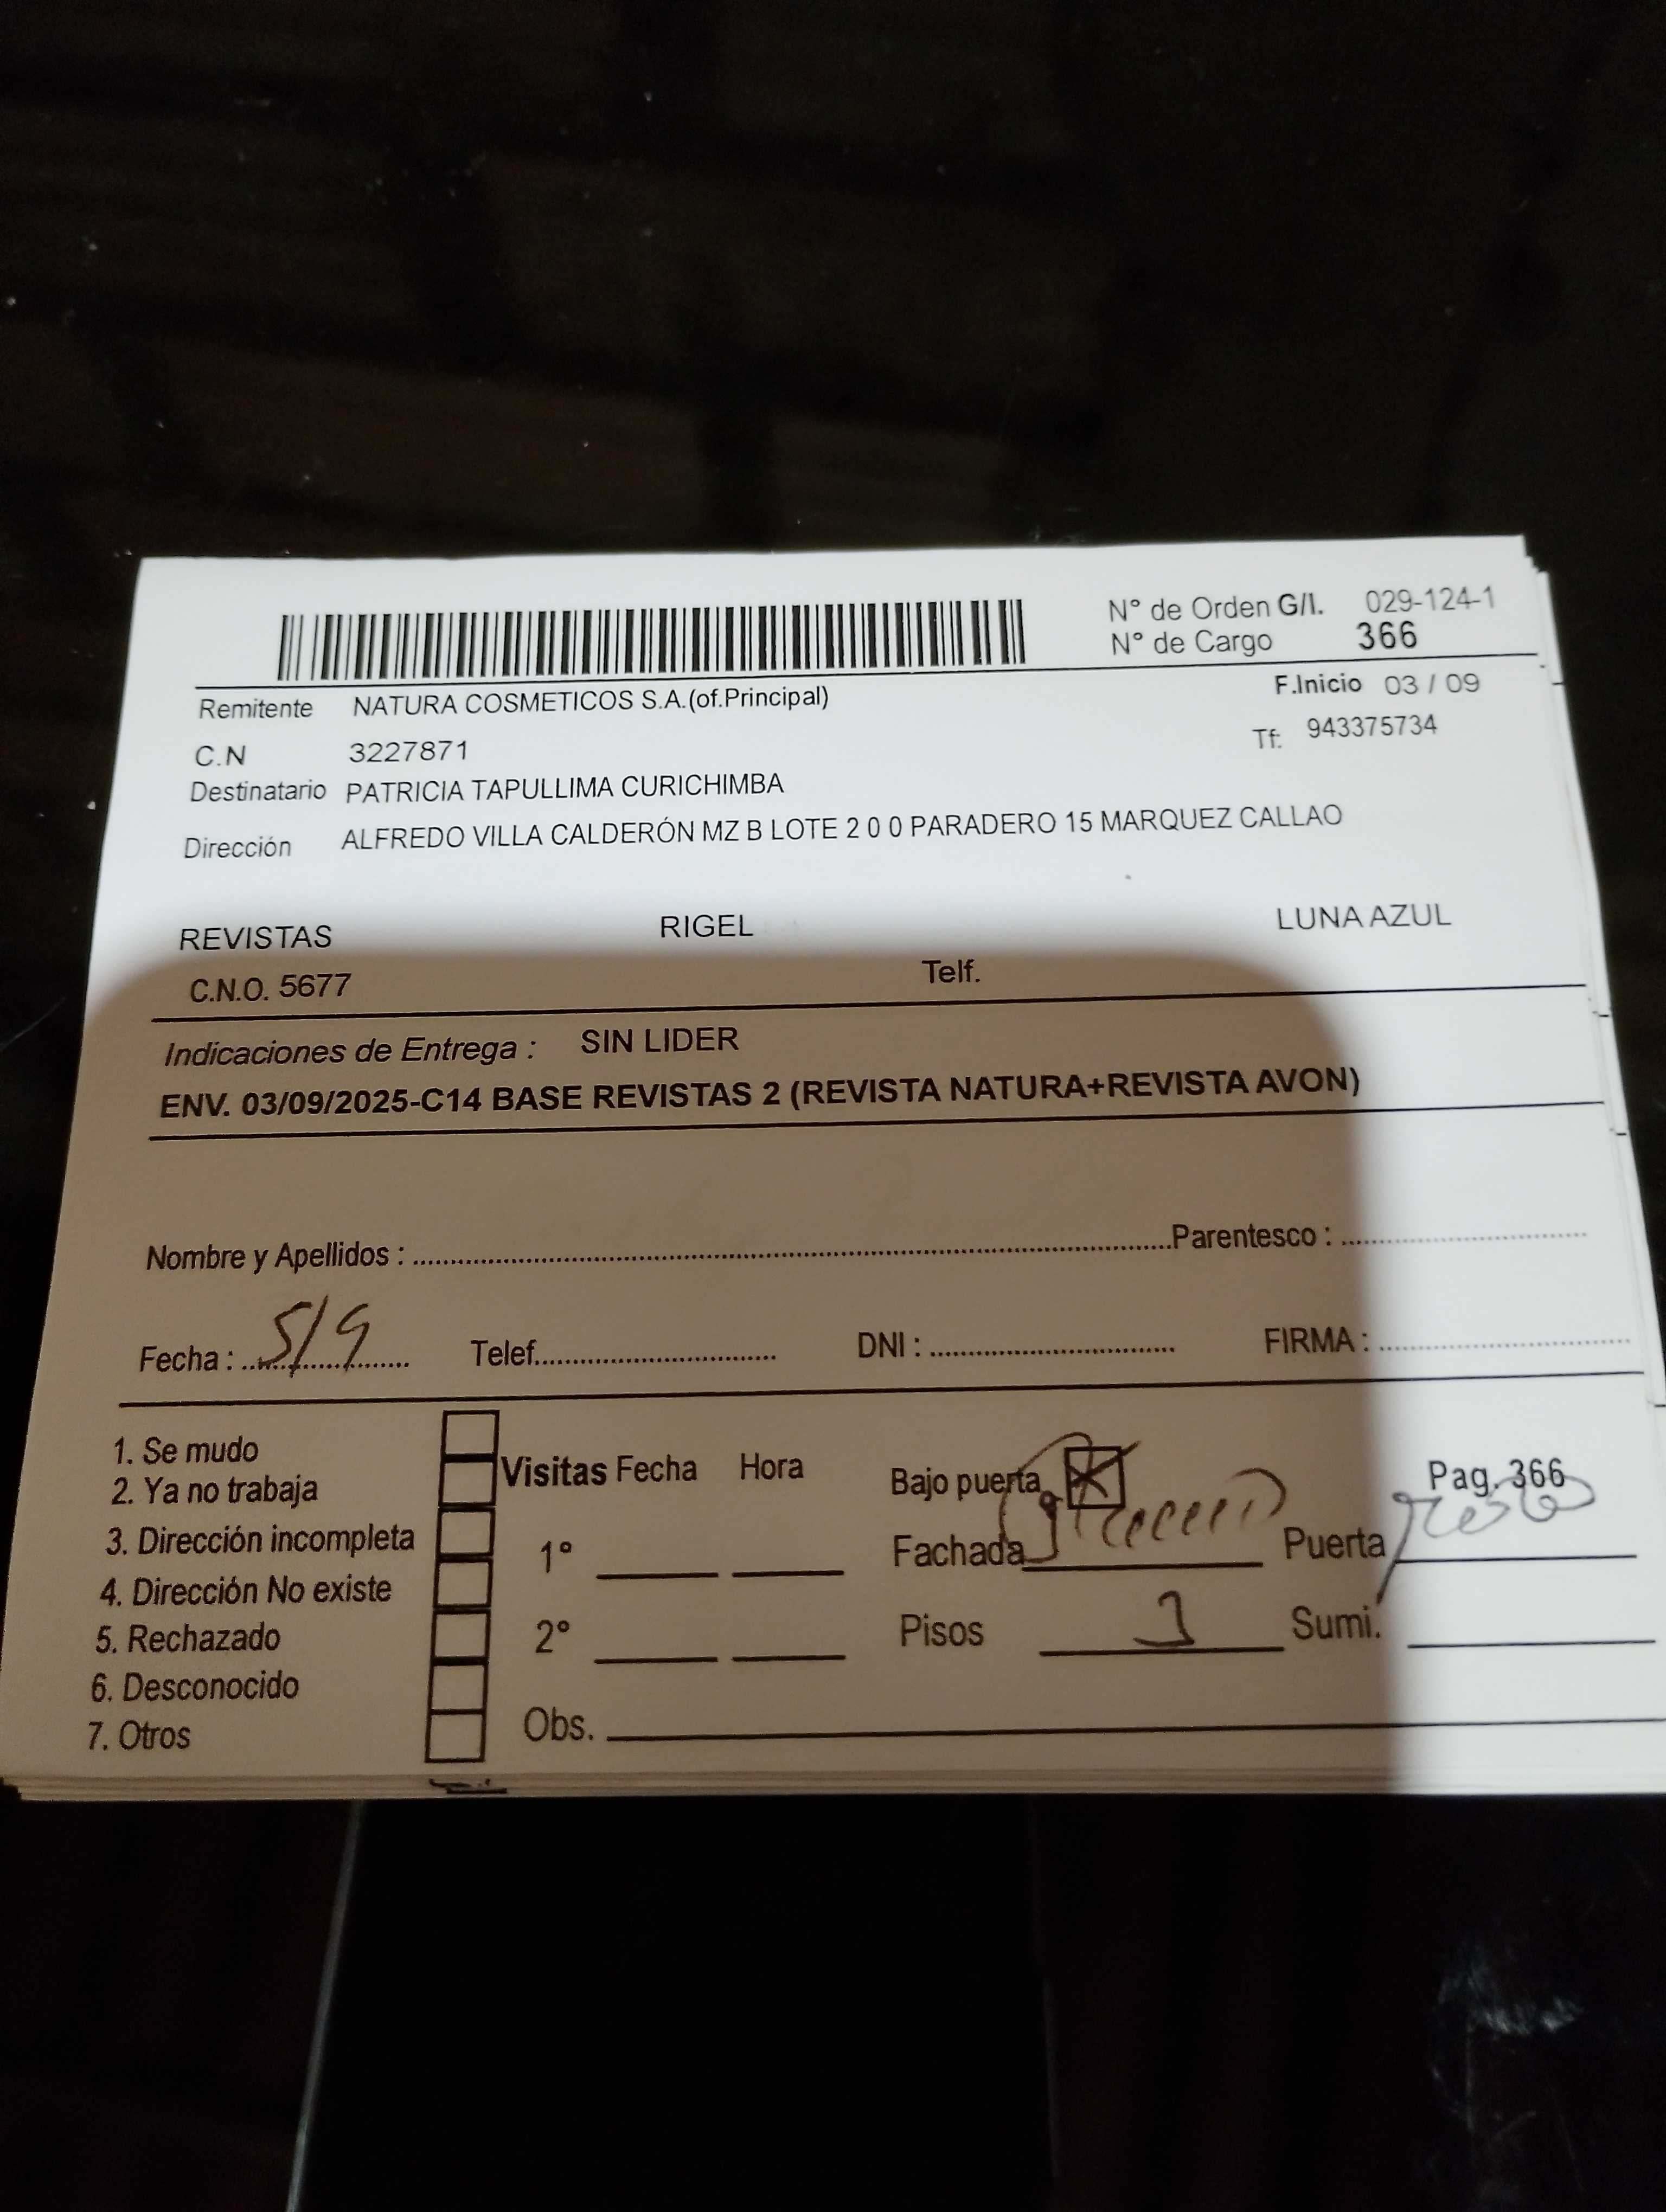 N° de Orden G/I. 029-124-1
N° de Cargo 366
Remitente NATURA COSMETICOS S.A.(of.Principal)
F.Inicio 03 / 09
C.N 3227871
Tf: 943375734
Destinatario PATRICIA TAPULLIMA CURICHIMBA
Dirección ALFREDO VILLA CALDERÓN MZ B LOTE 2 0 0 PARADERO 15 MARQUEZ CALLAO
REVISTAS RIGEL LUNA AZUL
C.N.O. 5677 Telf.
Indicaciones de Entrega : SIN LIDER
ENV. 03/09/2025-C14 BASE REVISTAS 2 (REVISTA NATURA+REVISTA AVON)
Nombre y Apellidos : Parentesco :
Fecha : 5/9 Telef. DNI : FIRMA :
1. Se mudo
2. Ya no trabaja
3. Dirección incompleta
4. Dirección No existe
5. Rechazado
6. Desconocido
7. Otros
Visitas Fecha Hora
1°
2°
Obs.
Bajo puerta Pag. 366
Fachada Puerta
Pisos 1 Sumi.